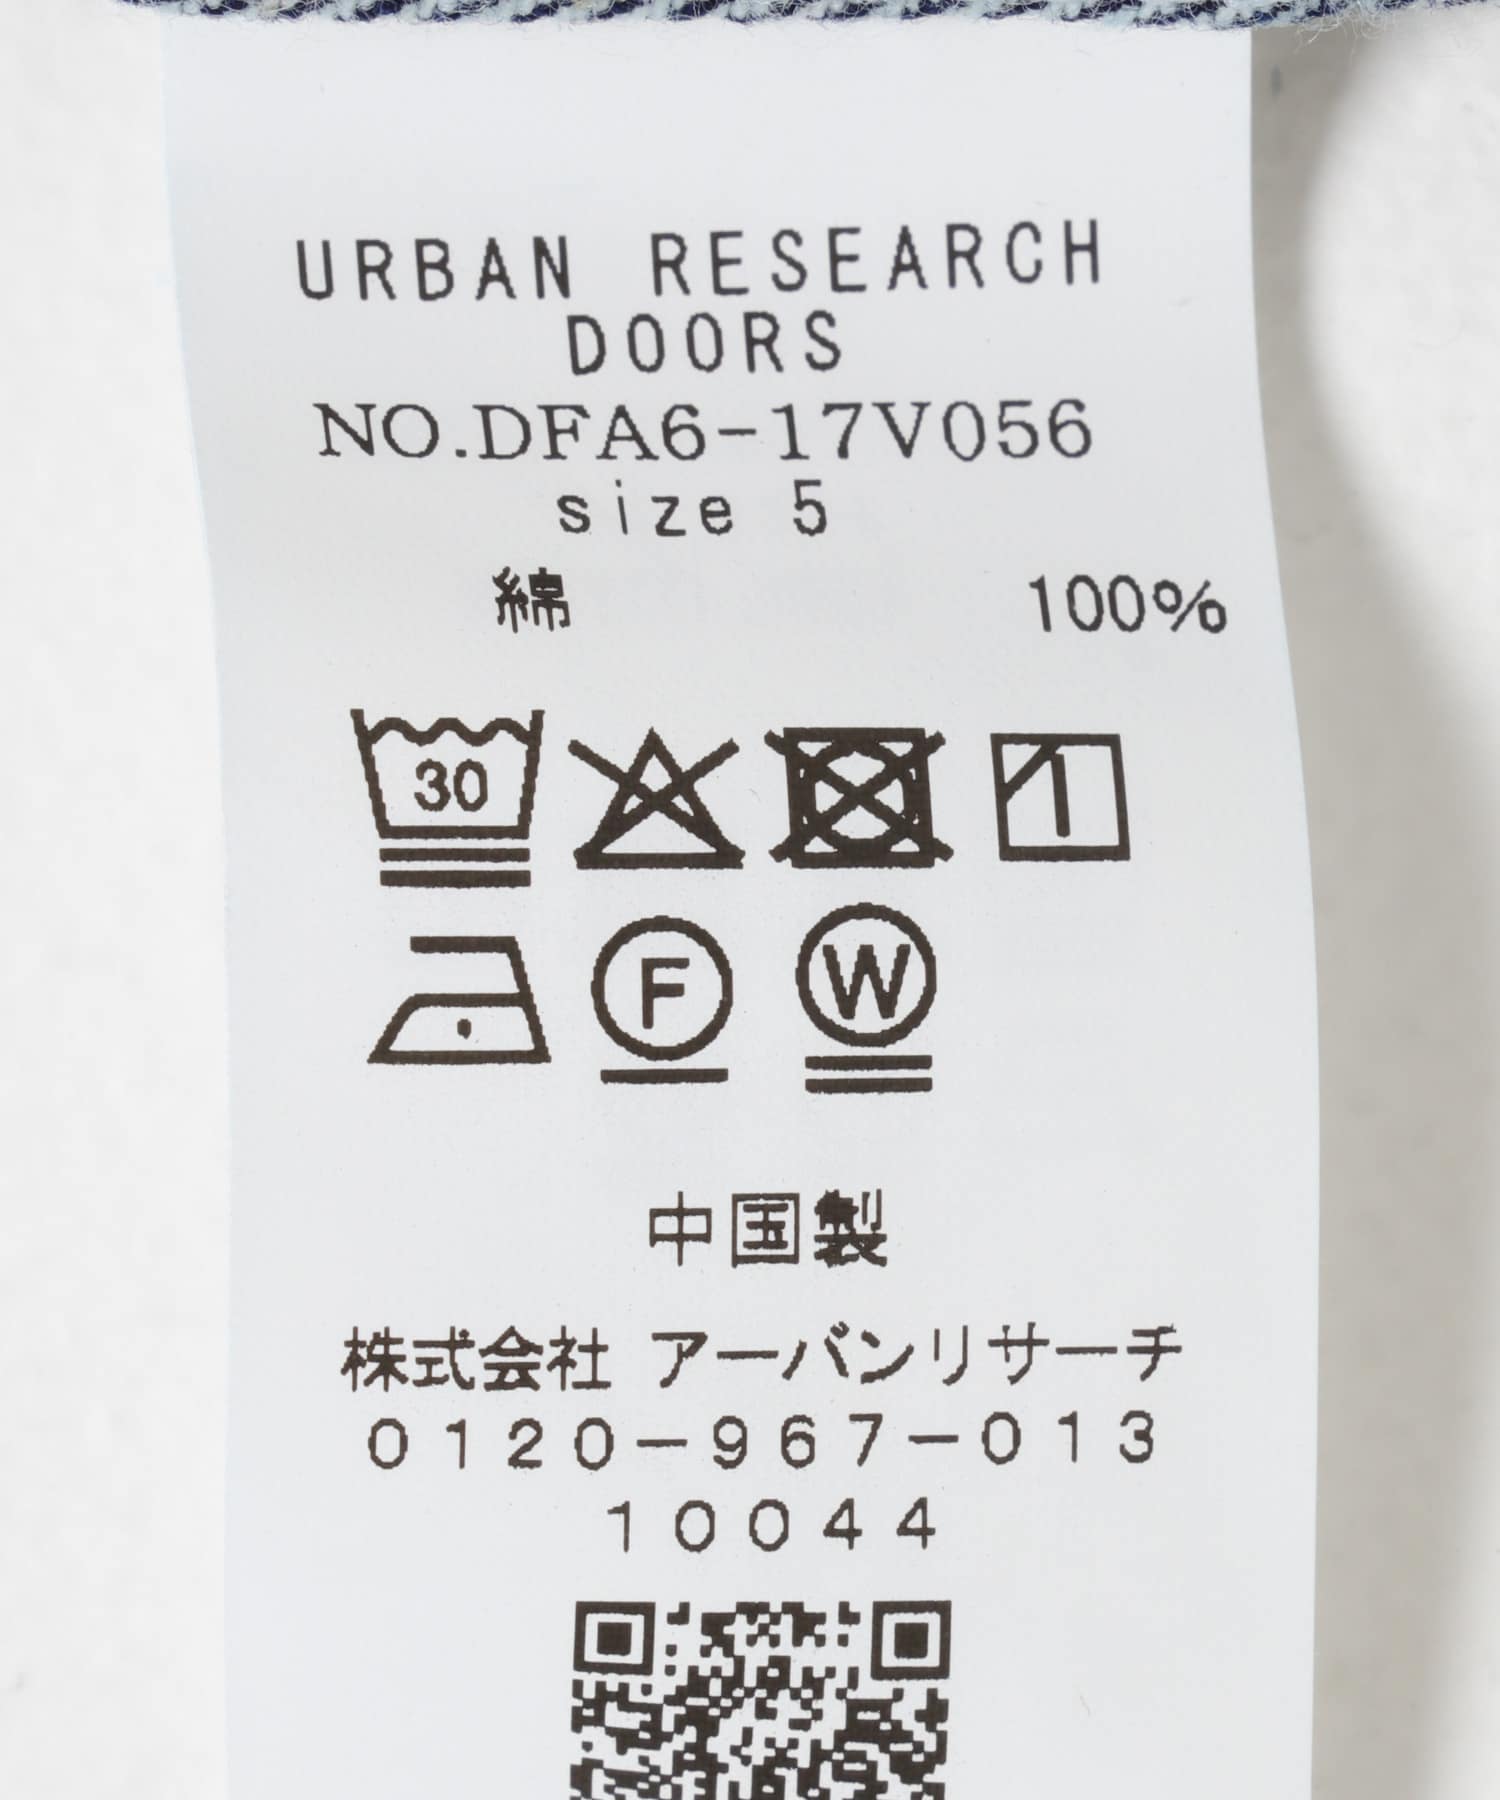 URBAN RESEARCH
DOORS
NO.DFA6-17V056
size 5
綿 100%
30
F W
中国製
株式会社 アーバンリサーチ
0120-967-013
10044